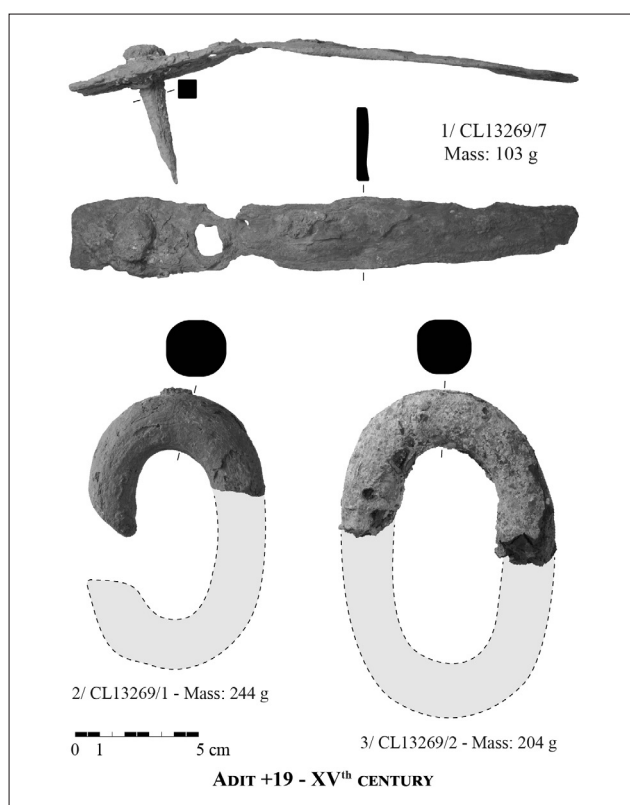 1/ CL13269/7
Mass: 103 g
2/ CL13269/1 - Mass: 244 g
3/ CL13269/2 - Mass: 204 g
0 1 5 cm
ADIT +19 - XVth CENTURY